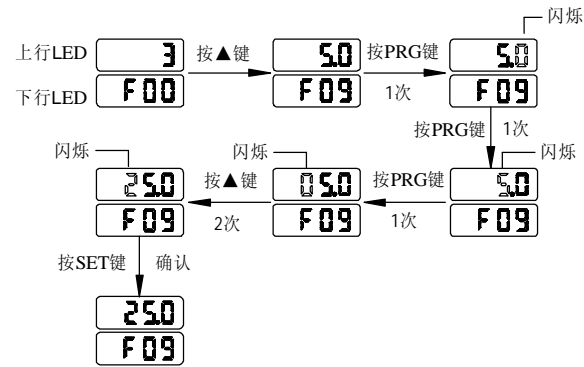 闪烁
上行LED 3 按▲键 5.0 按PRG键 5.0
下行LED F00 F09 1次 F09
按PRG键 1次
闪烁 闪烁 闪烁
25.0 按▲键 05.0 按PRG键 5.0
F09 2次 F09 1次 F09
按SET键 确认
25.0
F09